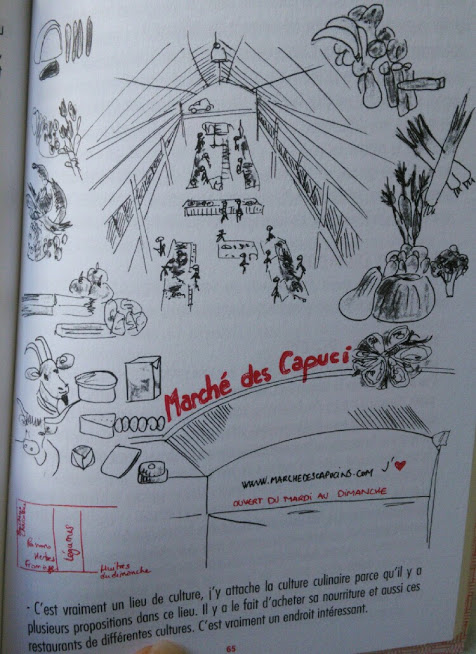 Marché des Capuci
WWW.MARCHEDESCAPUCINS.COM J'❤
OUVERT DU MARDI AU DIMANCHE
Légumes
Herbes
Huitres
du dimanche
- C'est vraiment un lieu de culture, j'y attache la culture culinaire parce qu'il y a
plusieurs propositions dans ce lieu. Il y a le fait d'acheter sa nourriture et aussi ces
restaurants de différentes cultures. C'est vraiment un endroit intéressant.
65